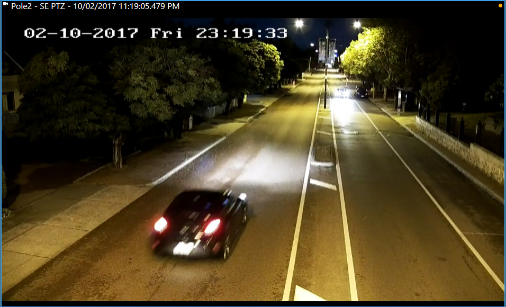 Pole2 - SE PTZ - 10/02/2017 11:19:05.479 PM
02-10-2017 Fri 23:19:33